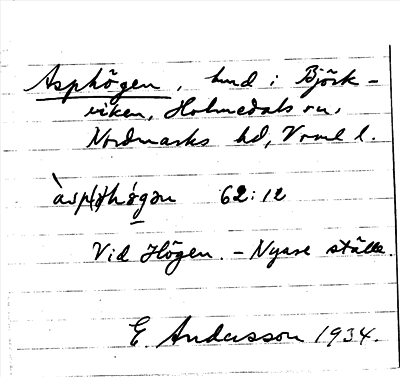 Asphögen, hmd i Björk-
viken, Holmedals sn,
Nordmarks hd, Vrml l.
àsp(s)hö̀gən 62:12
Vid Högen. – Nyare ställe.
E. Andersson 1934.